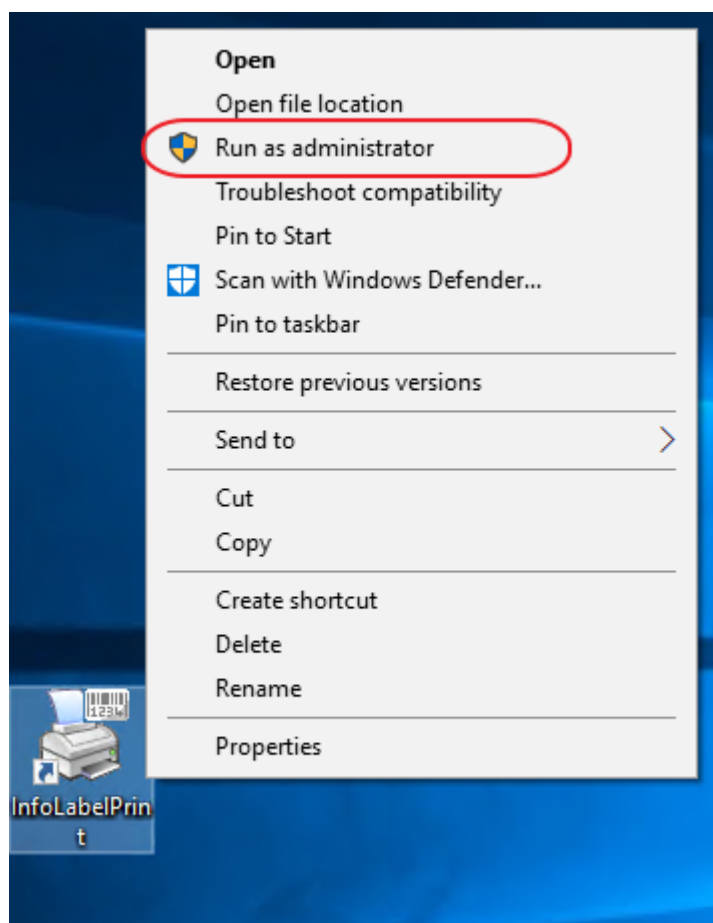 Open
Open file location
Run as administrator
Troubleshoot compatibility
Pin to Start
Scan with Windows Defender...
Pin to taskbar
Restore previous versions
Send to
Cut
Copy
Create shortcut
Delete
Rename
Properties
1234
InfoLabelPrin
t